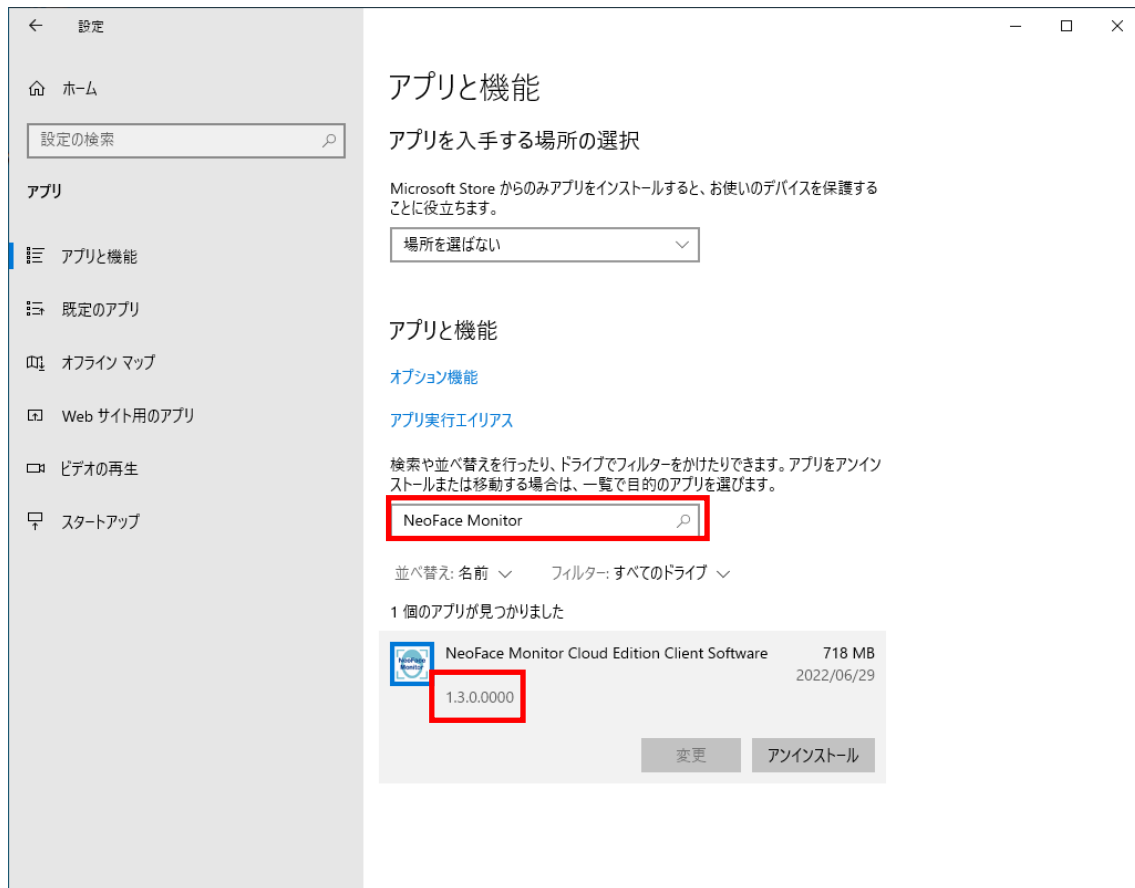 設定
ホーム
設定の検索
アプリ
アプリと機能
既定のアプリ
オフライン マップ
Web サイト用のアプリ
ビデオの再生
スタートアップ
アプリと機能
アプリを入手する場所の選択
Microsoft Store からのみアプリをインストールすると、お使いのデバイスを保護する
ことに役立ちます。
場所を選ばない
アプリと機能
オプション機能
アプリ実行エイリアス
検索や並べ替えを行ったり、ドライブでフィルターをかけたりできます。アプリをアンイン
ストールまたは移動する場合は、一覧で目的のアプリを選びます。
NeoFace Monitor
並べ替え: 名前 フィルター: すべてのドライブ
1 個のアプリが見つかりました
NeoFace Monitor
NeoFace Monitor Cloud Edition Client Software 718 MB
2022/06/29
1.3.0.0000
変更 アンインストール